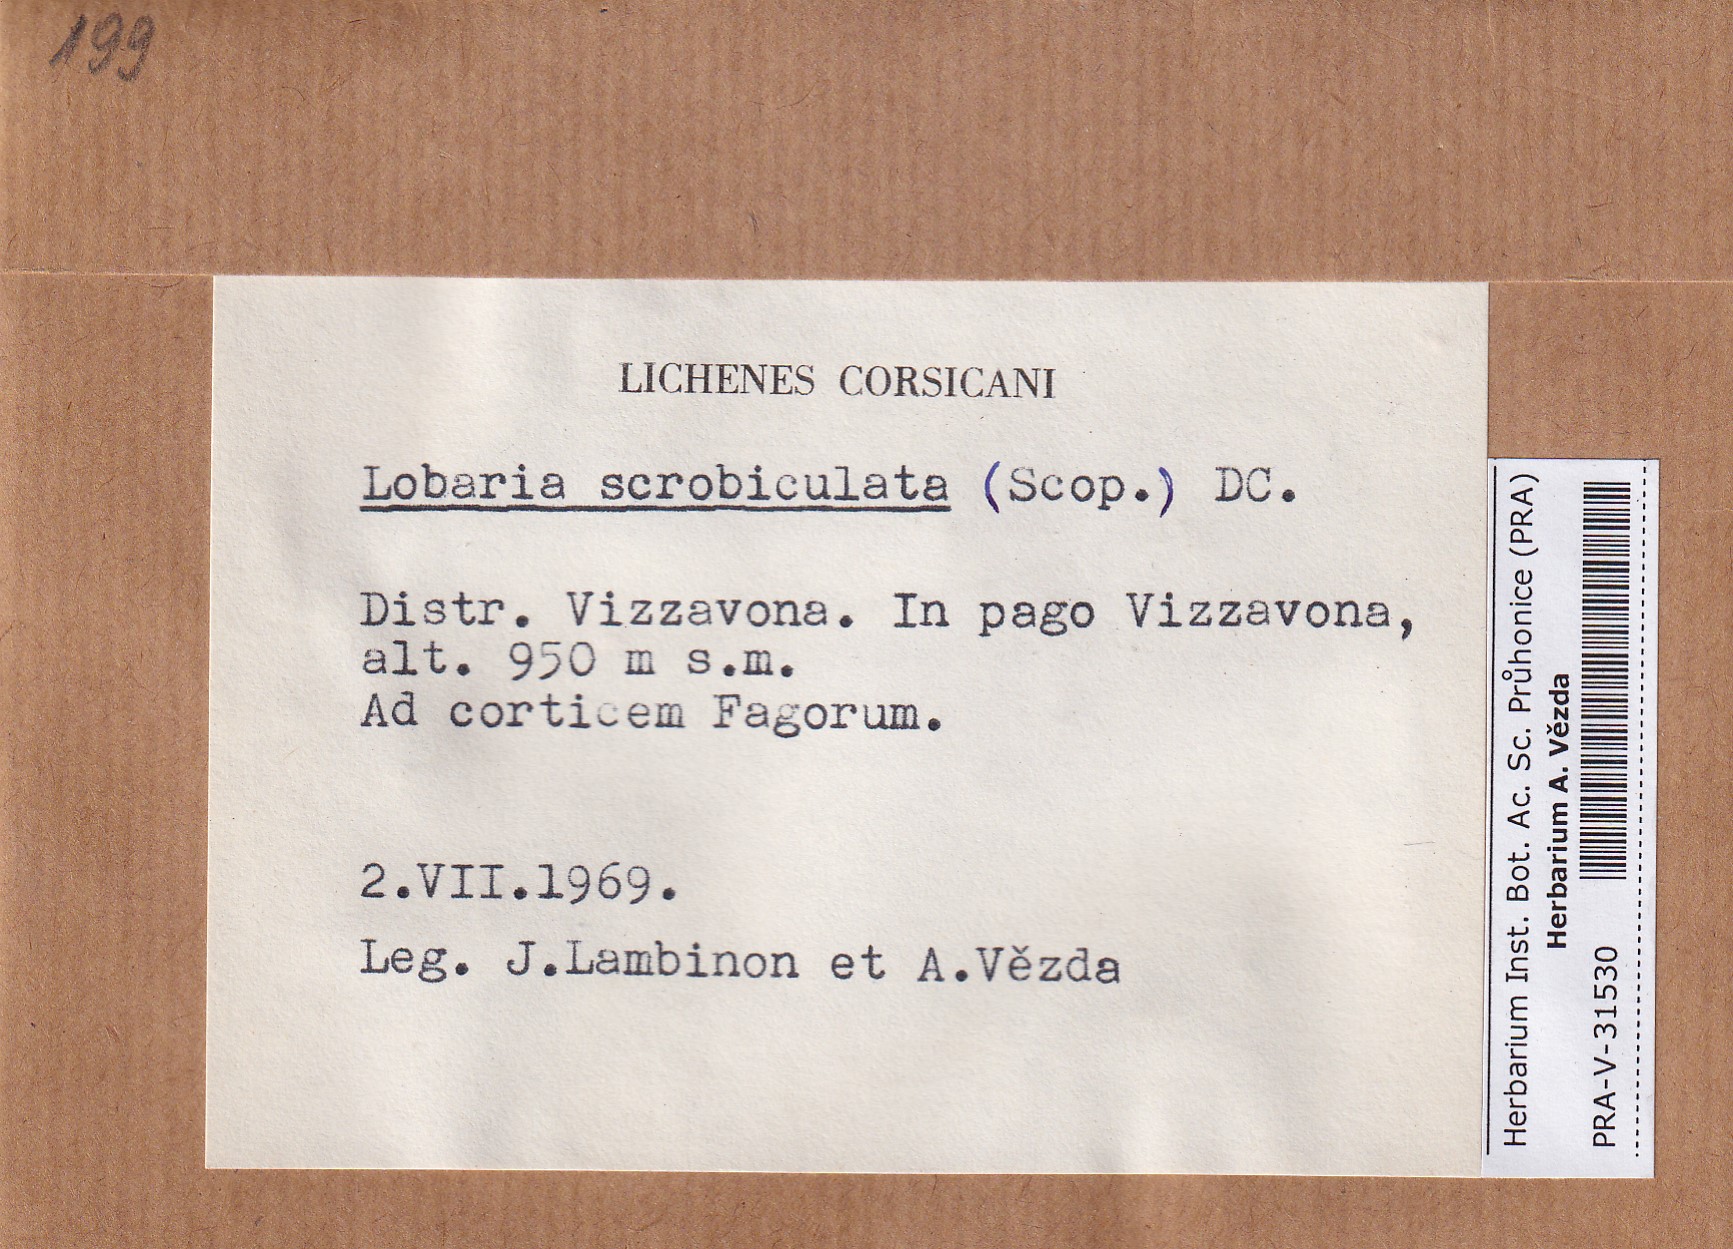 199
LICHENES CORSICANI
Lobaria scrobiculata (Scop.) DC.
Distr. Vizzavona. In pago Vizzavona,
alt. 950 m s.m.
Ad corticem Fagorum.
2.VII.1969.
Leg. J.Lambinon et A.Vězda
Herbarium Inst. Bot. Ac. Sc. Průhonice (PRA)
Herbarium A. Vězda
PRA-V-31530